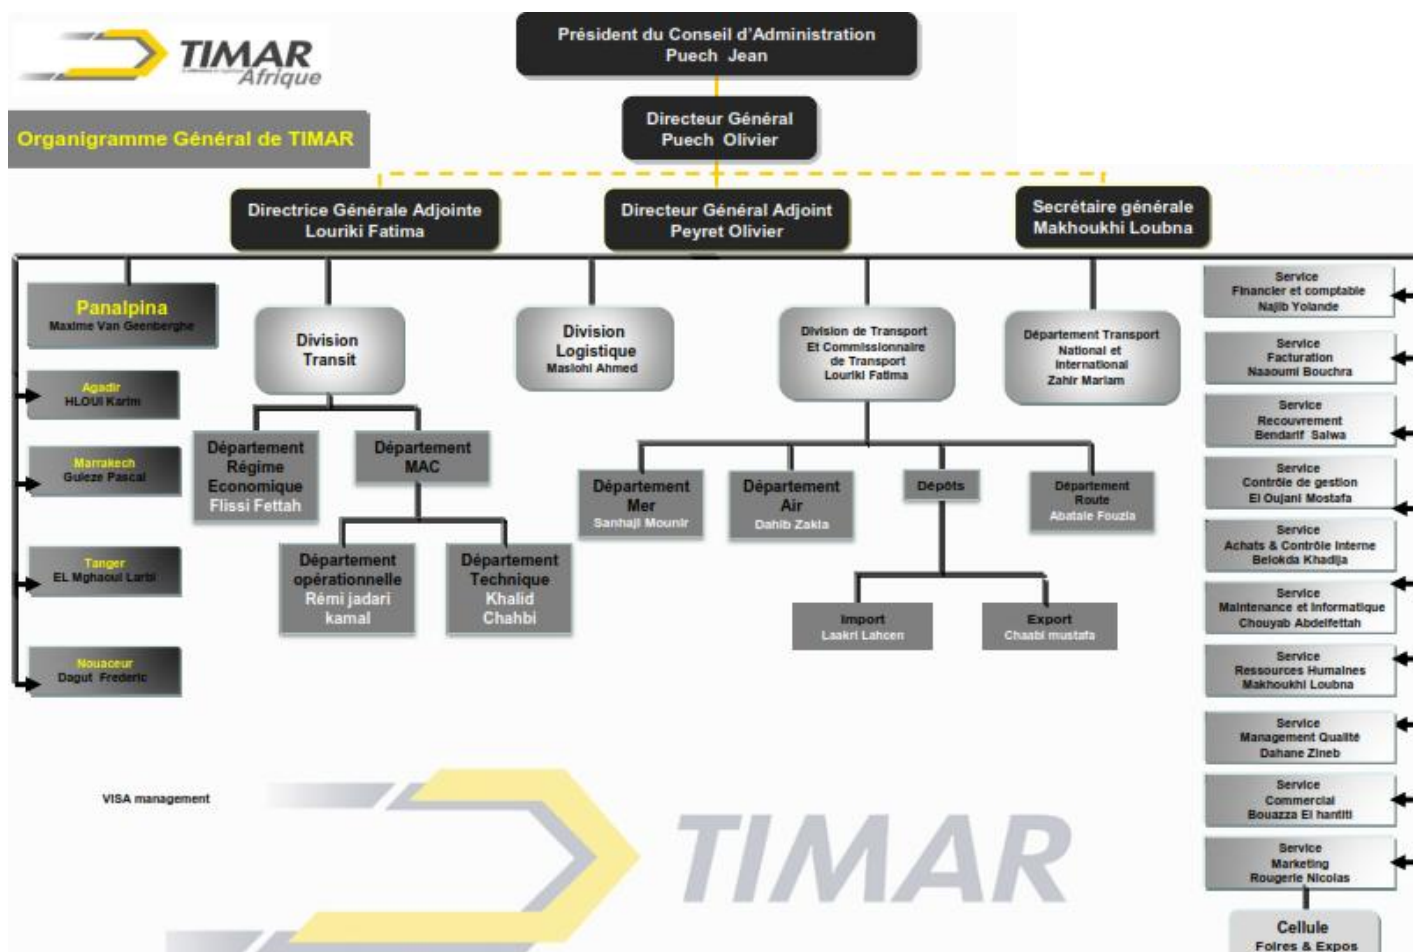 TIMAR
Afrique
Président du Conseil d'Administration
Puech Jean
Organigramme Général de TIMAR
Directeur Général
Puech Olivier
Directrice Générale Adjointe
Louriki Fatima
Directeur Général Adjoint
Peyret Olivier
Secrétaire générale
Makhoukhi Loubna
Panalpina
Maxime Van Geenberghe
Agadir
HLOUI Karim
Marrakech
Guieze Pascal
Tanger
EL Mghaoui Larbi
Nouaceur
Dagut Frederic
Division
Transit
Département
Régime
Economique
Flissi Fettah
Département
MAC
Département
opérationnelle
Rémi jadari
kamal
Département
Technique
Khalid
Chahbi
Division
Logistique
Maslohi Ahmed
Division de Transport
Et Commissionnaire
de Transport
Louriki Fatima
Département
Mer
Sanhaji Mounir
Département
Air
Dahib Zakia
Dépôts
Département
Route
Abatale Fouzia
Import
Laakri Lahcen
Export
Chaabi mustafa
Département Transport
National et
International
Zahir Mariam
Service
Financier et comptable
Najib Yolande
Service
Facturation
Naaoumi Bouchra
Service
Recouvrement
Bendarif Salwa
Service
Contrôle de gestion
El Oujani Mostafa
Service
Achats & Contrôle Interne
Belokda Khadija
Service
Maintenance et Informatique
Chouyab Abdelfettah
Service
Ressources Humaines
Makhoukhi Loubna
Service
Management Qualité
Dahane Zineb
Service
Commercial
Bouazza El hantiti
Service
Marketing
Rougerie Nicolas
Cellule
Foires & Expos
VISA management
TIMAR